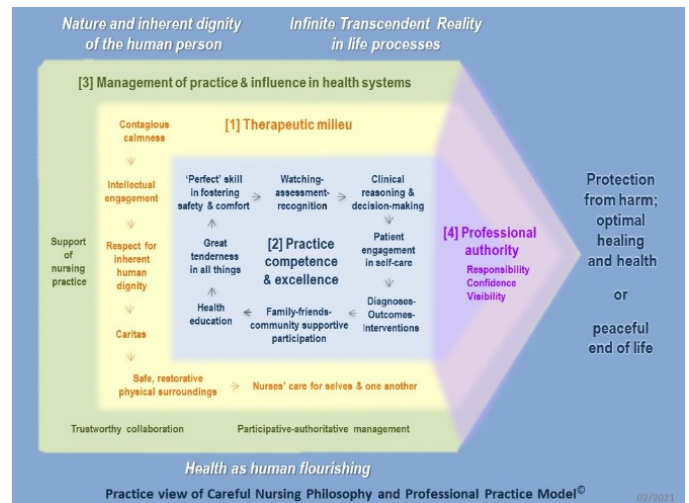 Nature and inherent dignity
of the human person
Infinite Transcendent Reality
in life processes
[3] Management of practice & influence in health systems
Contagious
calmness
[1] Therapeutic milieu
Intellectual
engagement
Respect for
inherent
human
dignity
Caritas
Safe, restorative
physical surroundings
Nurses' care for selves & one another
'Perfect' skill
in fostering
safety & comfort
Watching-
assessment-
recognition
Clinical
reasoning &
decision-making
Patient
engagement
in self-care
Diagnoses-
Outcomes-
Interventions
Family-friends-
community supportive
participation
Health
education
Great
tenderness
in all things
[2] Practice
competence
& excellence
[4] Professional
authority
Responsibility
Confidence
Visibility
Support
of
nursing
practice
Trustworthy collaboration
Participative-authoritative management
Protection
from harm;
optimal
healing
and health
or
peaceful
end of life
Health as human flourishing
Practice view of Careful Nursing Philosophy and Professional Practice Model©
02/2021